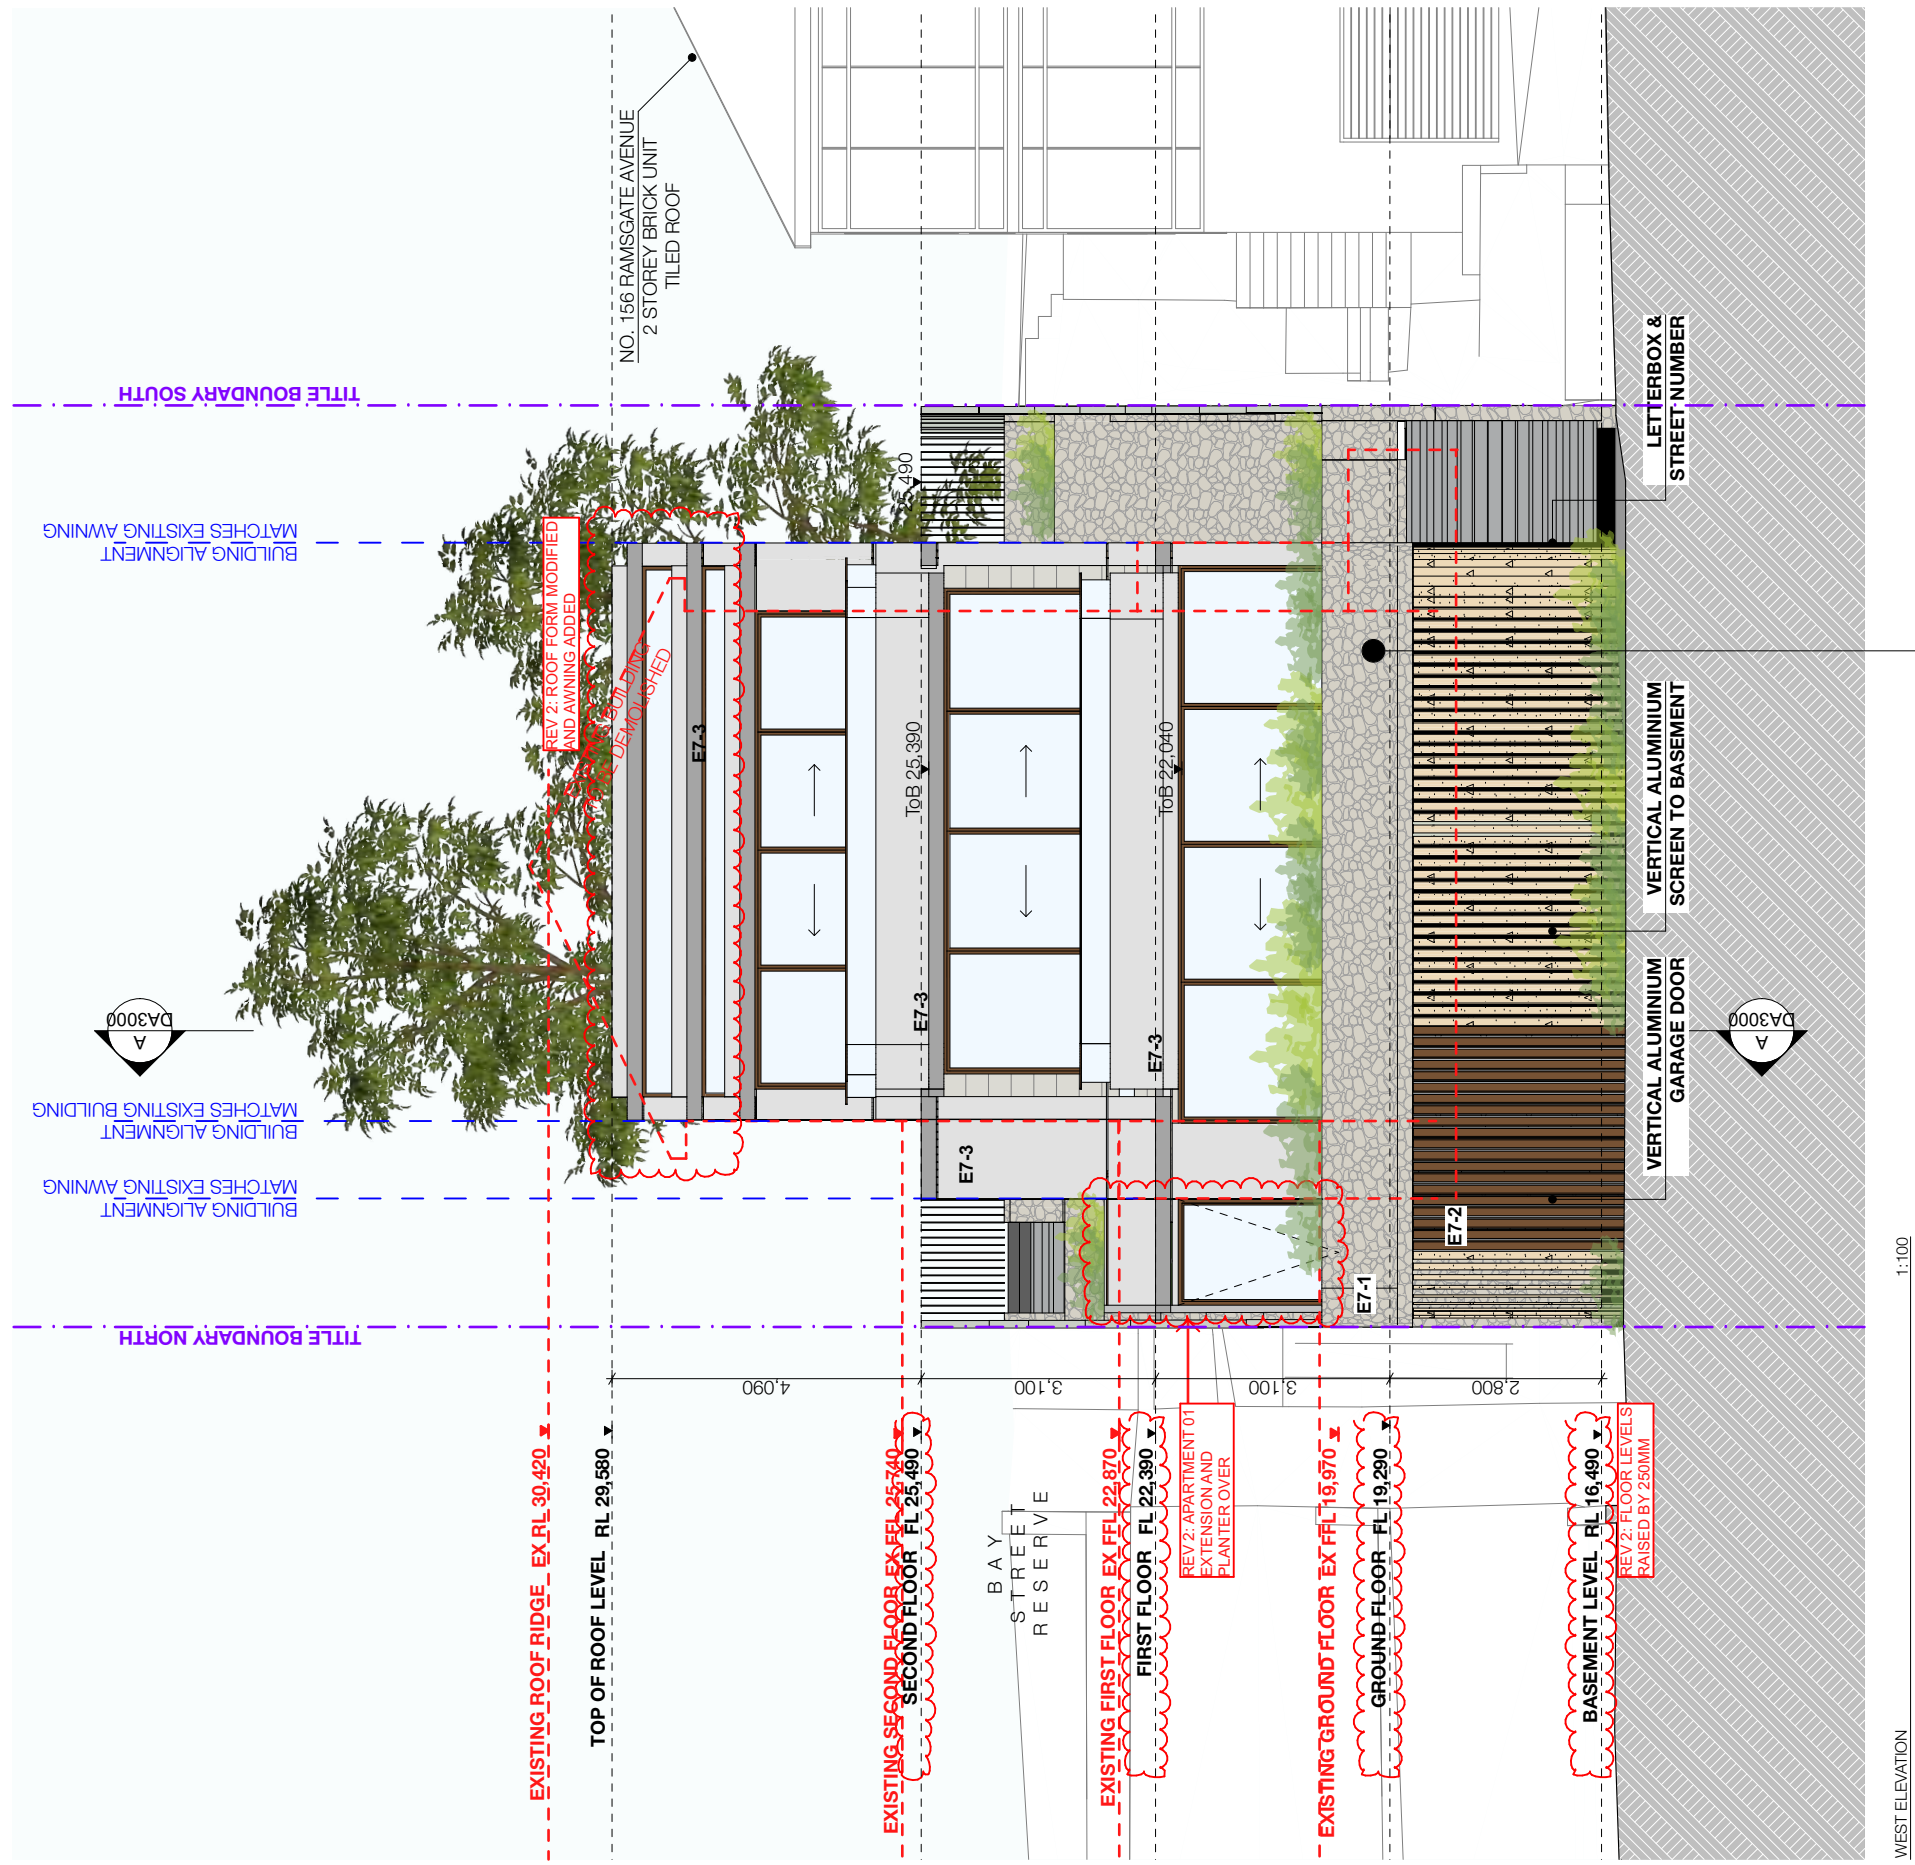 NO. 156 RAMSGATE AVENUE
2 STOREY BRICK UNIT
TILED ROOF
TITLE BOUNDARY NORTH
TITLE BOUNDARY SOUTH
BUILDING ALIGNMENT
MATCHES EXISTING AWNING
BUILDING ALIGNMENT
MATCHES EXISTING BUILDING
BUILDING ALIGNMENT
MATCHES EXISTING AWNING
A
DA3000
REV 2: ROOF FORM MODIFIED
AND AWNING ADDED
BUILDING
BE DEMOLISHED
EXISTING ROOF RIDGE EX RL 30,420
TOP OF ROOF LEVEL RL 29,580
EXISTING SECOND FLOOR EX FFL 25,740
SECOND FLOOR FL 25,490
EXISTING FIRST FLOOR EX FFL 22,870
FIRST FLOOR FL 22,390
EXISTING GROUND FLOOR EX FFL 19,970
GROUND FLOOR FL 19,290
BASEMENT LEVEL RL 16,490
4,090
3,100
3,100
2,800
BAY
STREET
RESERVE
REV 2: APARTMENT 01
EXTENSION AND
PLANTER OVER
REV 2: FLOOR LEVELS
RAISED BY 250MM
E7-3
E7-3
E7-3
E7-3
E7-1
E7-2
ToB 25,390
ToB 22,040
25,490
VERTICAL ALUMINIUM
GARAGE DOOR
VERTICAL ALUMINIUM
SCREEN TO BASEMENT
LETTERBOX &
STREET NUMBER
A
DA3000
WEST ELEVATION
1:100